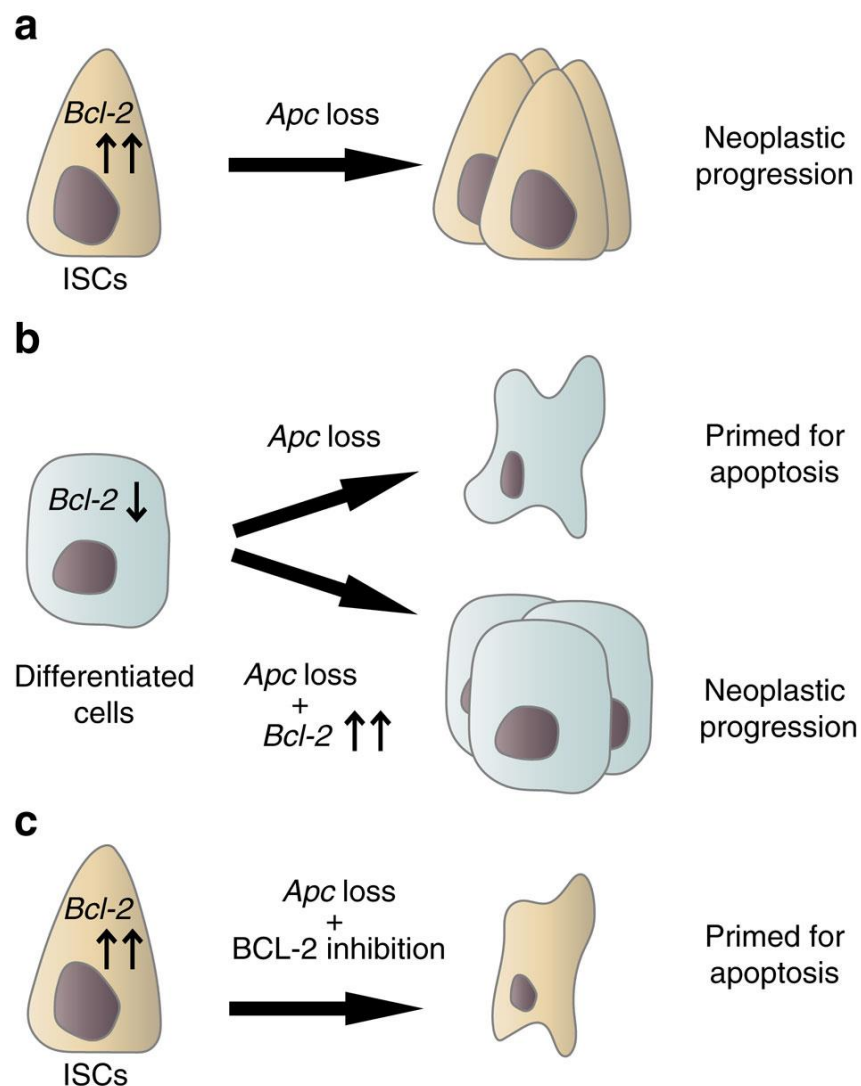 a
Bcl-2
↑↑
ISCs
Apc loss
Neoplastic
progression
b
Bcl-2 ↓
Differentiated
cells
Apc loss
Primed for
apoptosis
Apc loss
+
Bcl-2 ↑↑
Neoplastic
progression
c
Bcl-2
↑↑
ISCs
Apc loss
+
BCL-2 inhibition
Primed for
apoptosis